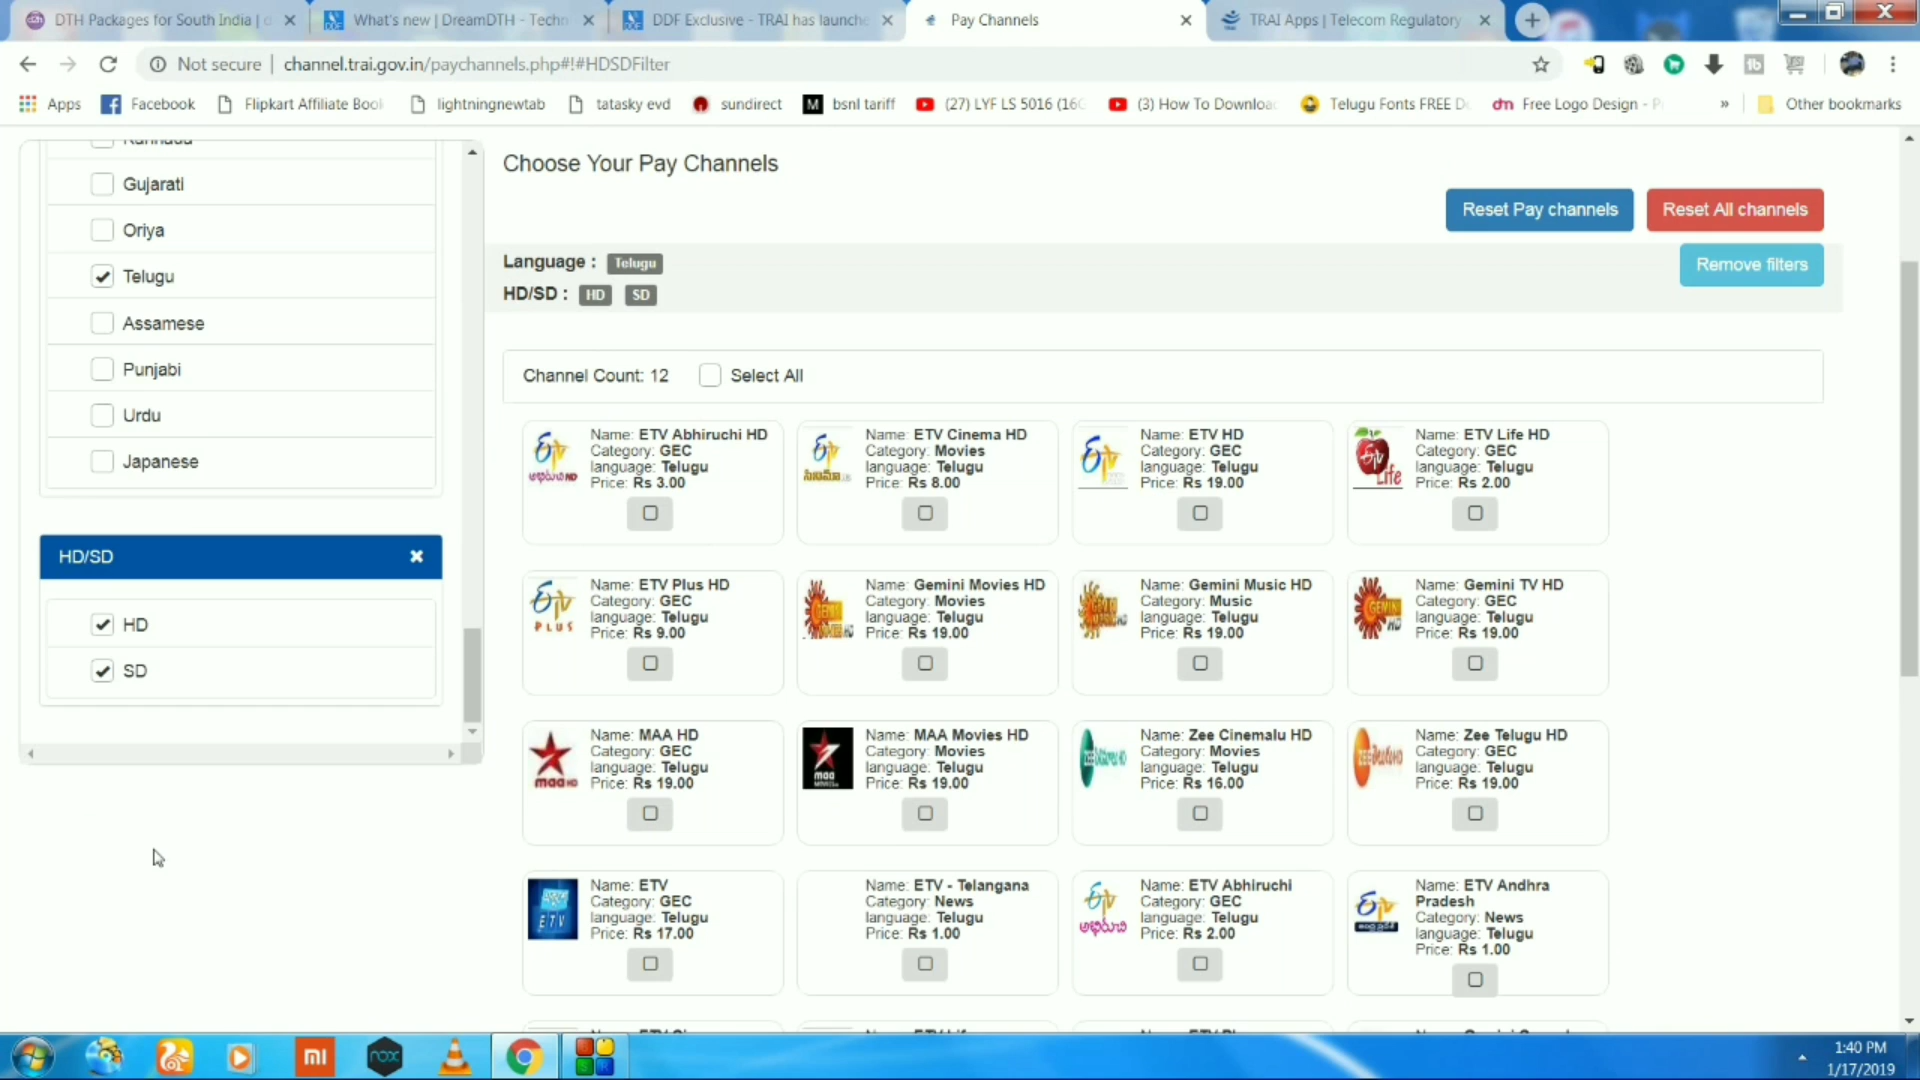 DTH Packages for South India | d
What's new | DreamDTH - Techn
DDF Exclusive - TRAI has launche
Pay Channels
TRAI Apps | Telecom Regulatory
Not secure | channel.trai.gov.in/paychannels.php#!#HDSDFilter
Apps
Facebook
Flipkart Affiliate Book
lightningnewtab
tatasky evd
sundirect
bsnl tariff
(27) LYF LS 5016 (16G
(3) How To Download
Telugu Fonts FREE D
Free Logo Design - P
»
Other bookmarks
Kannada
Gujarati
Oriya
Telugu
Assamese
Punjabi
Urdu
Japanese
HD/SD
HD
SD
Choose Your Pay Channels
Reset Pay channels
Reset All channels
Language : Telugu
Remove filters
HD/SD : HD SD
Channel Count: 12
Select All
Name: ETV Abhiruchi HD
Category: GEC
language: Telugu
Price: Rs 3.00
Name: ETV Cinema HD
Category: Movies
language: Telugu
Price: Rs 8.00
Name: ETV HD
Category: GEC
language: Telugu
Price: Rs 19.00
Name: ETV Life HD
Category: GEC
language: Telugu
Price: Rs 2.00
Name: ETV Plus HD
Category: GEC
language: Telugu
Price: Rs 9.00
Name: Gemini Movies HD
Category: Movies
language: Telugu
Price: Rs 19.00
Name: Gemini Music HD
Category: Music
language: Telugu
Price: Rs 19.00
Name: Gemini TV HD
Category: GEC
language: Telugu
Price: Rs 19.00
Name: MAA HD
Category: GEC
language: Telugu
Price: Rs 19.00
Name: MAA Movies HD
Category: Movies
language: Telugu
Price: Rs 19.00
Name: Zee Cinemalu HD
Category: Movies
language: Telugu
Price: Rs 16.00
Name: Zee Telugu HD
Category: GEC
language: Telugu
Price: Rs 19.00
Name: ETV
Category: GEC
language: Telugu
Price: Rs 17.00
Name: ETV - Telangana
Category: News
language: Telugu
Price: Rs 1.00
Name: ETV Abhiruchi
Category: GEC
language: Telugu
Price: Rs 2.00
Name: ETV Andhra
Pradesh
Category: News
language: Telugu
Price: Rs 1.00
1:40 PM
1/17/2019